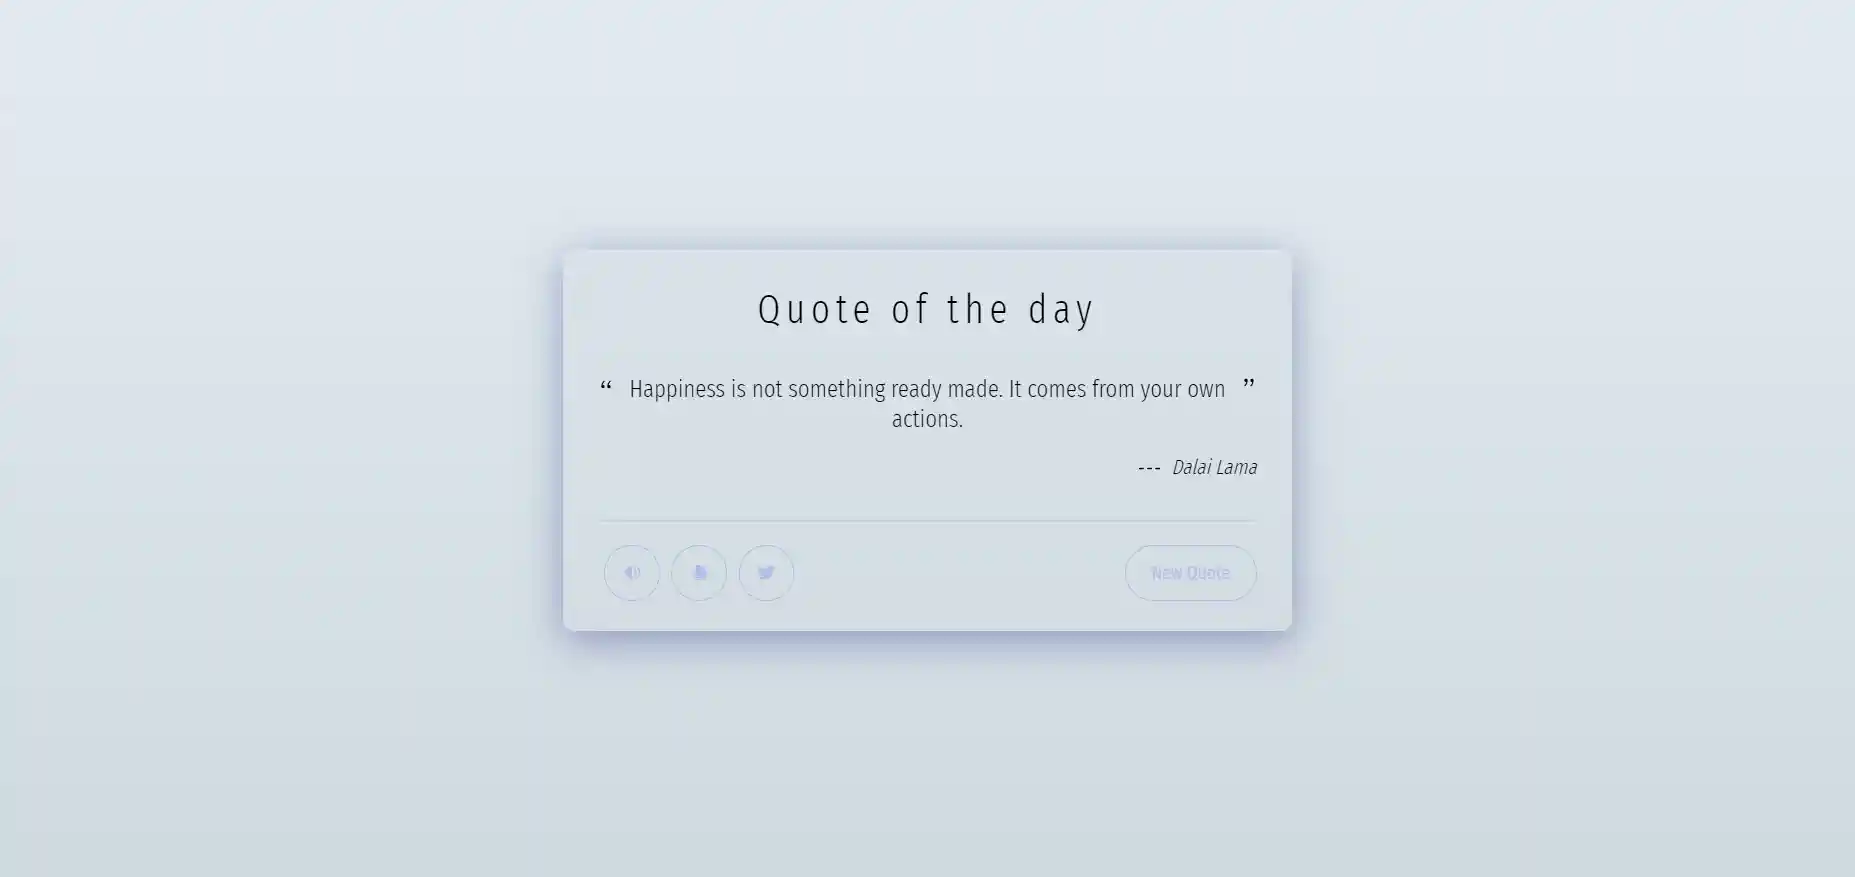 Quote of the day
“ Happiness is not something ready made. It comes from your own ”
actions.
--- Dalai Lama
New Quote